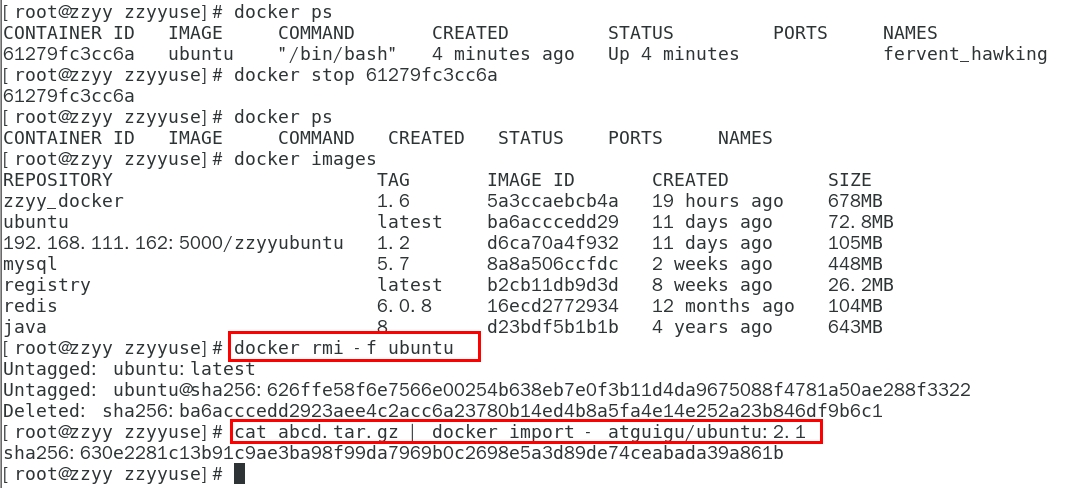 [root@zzyy zzyyuse]# docker ps
CONTAINER ID   IMAGE     COMMAND       CREATED         STATUS         PORTS     NAMES
61279fc3cc6a   ubuntu    "/bin/bash"   4 minutes ago   Up 4 minutes             fervent_hawking
[root@zzyy zzyyuse]# docker stop 61279fc3cc6a
61279fc3cc6a
[root@zzyy zzyyuse]# docker ps
CONTAINER ID   IMAGE     COMMAND   CREATED   STATUS    PORTS     NAMES
[root@zzyy zzyyuse]# docker images
REPOSITORY                        TAG       IMAGE ID       CREATED         SIZE
zzyy_docker                       1.6       5a3ccaebcb4a   19 hours ago    678MB
ubuntu                            latest    ba6acccedd29   11 days ago     72.8MB
192.168.111.162:5000/zzyyubuntu   1.2       d6ca70a4f932   11 days ago     105MB
mysql                             5.7       8a8a506ccfdc   2 weeks ago     448MB
registry                          latest    b2cb11db9d3d   8 weeks ago     26.2MB
redis                             6.0.8     16ecd2772934   12 months ago   104MB
java                              8         d23bdf5b1b1b   4 years ago     643MB
[root@zzyy zzyyuse]# docker rmi -f ubuntu
Untagged: ubuntu:latest
Untagged: ubuntu@sha256:626ffe58f6e7566e00254b638eb7e0f3b11d4da9675088f4781a50ae288f3322
Deleted: sha256:ba6acccedd2923aee4c2acc6a23780b14ed4b8a5fa4e14e252a23b846df9b6c1
[root@zzyy zzyyuse]# cat abcd.tar.gz | docker import - atguigu/ubuntu:2.1
sha256:630e2281c13b91c9ae3ba98f99da7969b0c2698e5a3d89de74ceabada39a861b
[root@zzyy zzyyuse]#